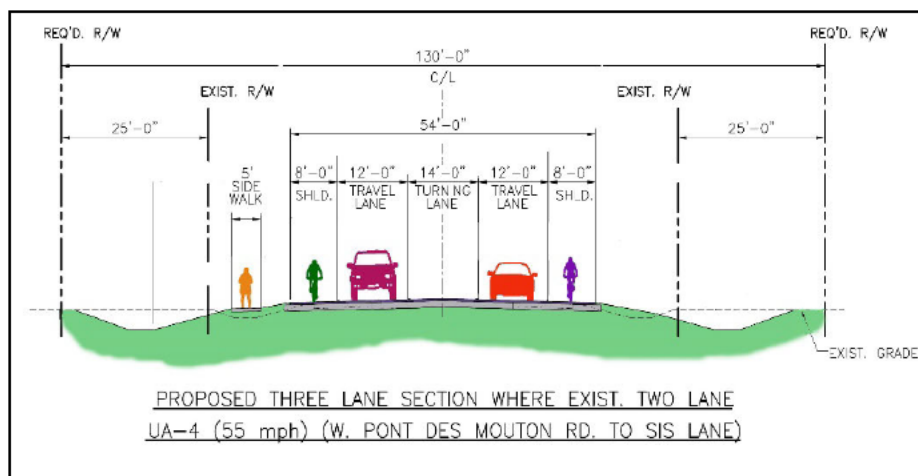 REQ'D. R/W
REQ'D. R/W
130'-0"
C/L
EXIST. R/W
EXIST. R/W
25'-0"
54'-0"
25'-0"
5'
SIDE
WALK
8'-0"
SHLD.
12'-0"
TRAVEL
LANE
14'-0"
TURNING
LANE
12'-0"
TRAVEL
LANE
8'-0"
SHLD.
EXIST. GRADE
PROPOSED THREE LANE SECTION WHERE EXIST. TWO LANE
UA-4 (55 mph) (W. PONT DES MOUTON RD. TO SIS LANE)